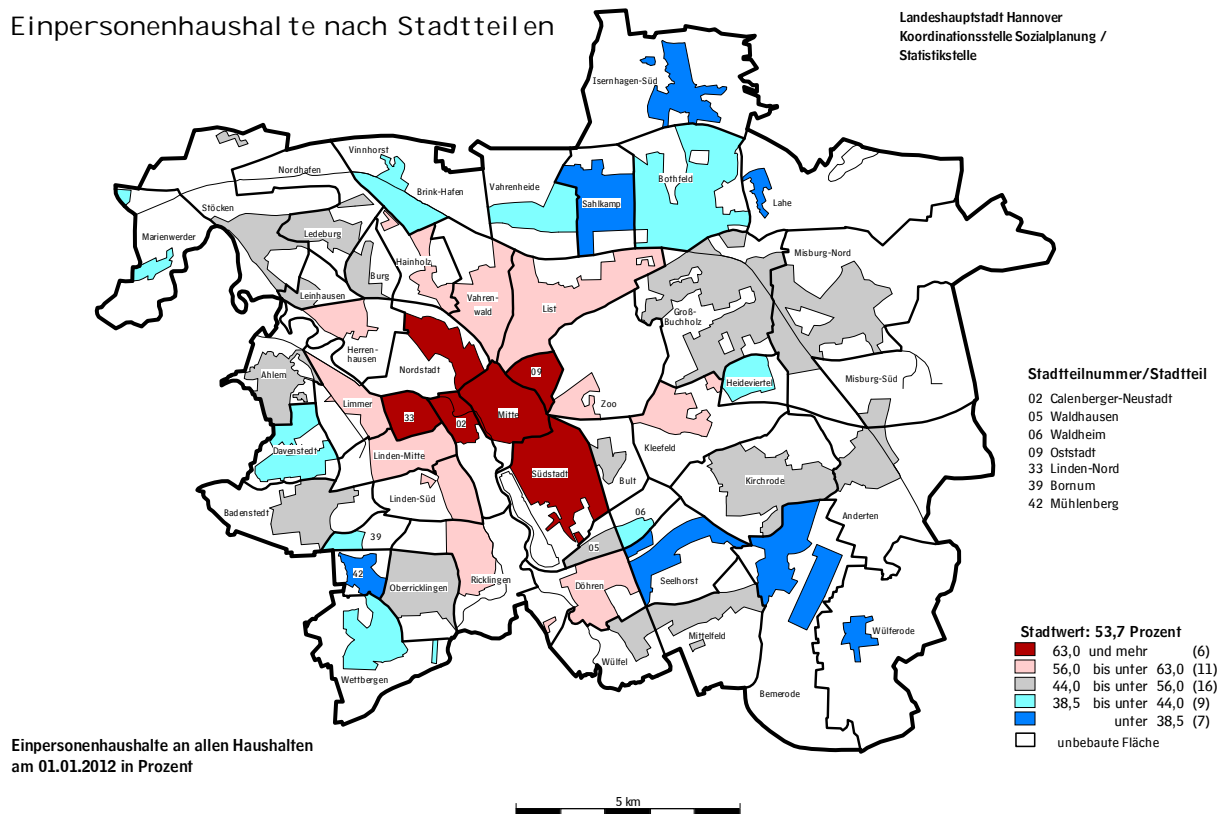 Einpersonenhaushalte nach Stadtteilen
Landeshauptstadt Hannover
Koordinationsstelle Sozialplanung /
Statistikstelle
Isernhagen-Süd
Vinnhorst
Nordhafen
Brink-Hafen
Vahrenheide
Sahlkamp
Bothfeld
Lahe
Stöcken
Marienwerder
Ledeburg
Burg
Hainholz
Leinhausen
Vahren-
wald
List
Groß-
Buchholz
Misburg-Nord
Herren-
hausen
Nordstadt
09
Ahlem
Limmer
33
02
Mitte
Zoo
Heideviertel
Misburg-Süd
Kleefeld
Davenstedt
Linden-Mitte
Südstadt
Bult
Kirchrode
Linden-Süd
Badenstedt
39
06
05
Anderten
42
Oberricklingen
Ricklingen
Döhren
Seelhorst
Mittelfeld
Wülferode
Wettbergen
Wülfel
Bemerode
Stadtteilnummer/Stadtteil
02 Calenberger-Neustadt
05 Waldhausen
06 Waldheim
09 Oststadt
33 Linden-Nord
39 Bornum
42 Mühlenberg
Stadtwert: 53,7 Prozent
63,0 und mehr (6)
56,0 bis unter 63,0 (11)
44,0 bis unter 56,0 (16)
38,5 bis unter 44,0 (9)
unter 38,5 (7)
unbebaute Fläche
Einpersonenhaushalte an allen Haushalten
am 01.01.2012 in Prozent
5 km